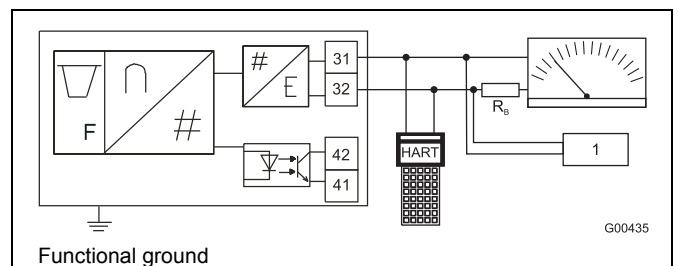 31
#
E
32
F
#
R_B
42
HART
1
41
G00435
Functional ground